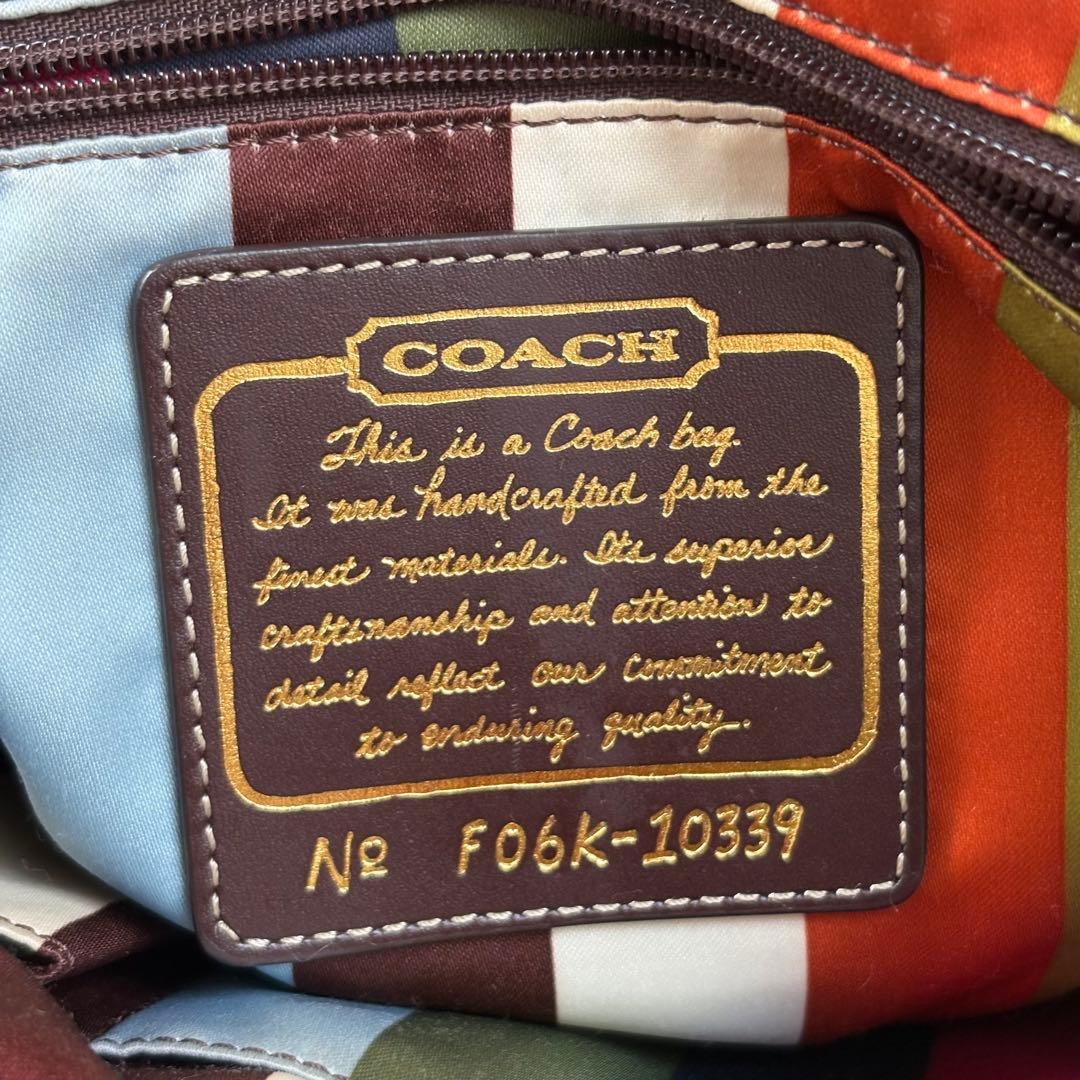 COACH
This is a Coach bag.
It was handcrafted from the
finest materials. Its superior
craftsmanship and attention to
detail reflect our commitment
to enduring quality.
Nº F06K-10339